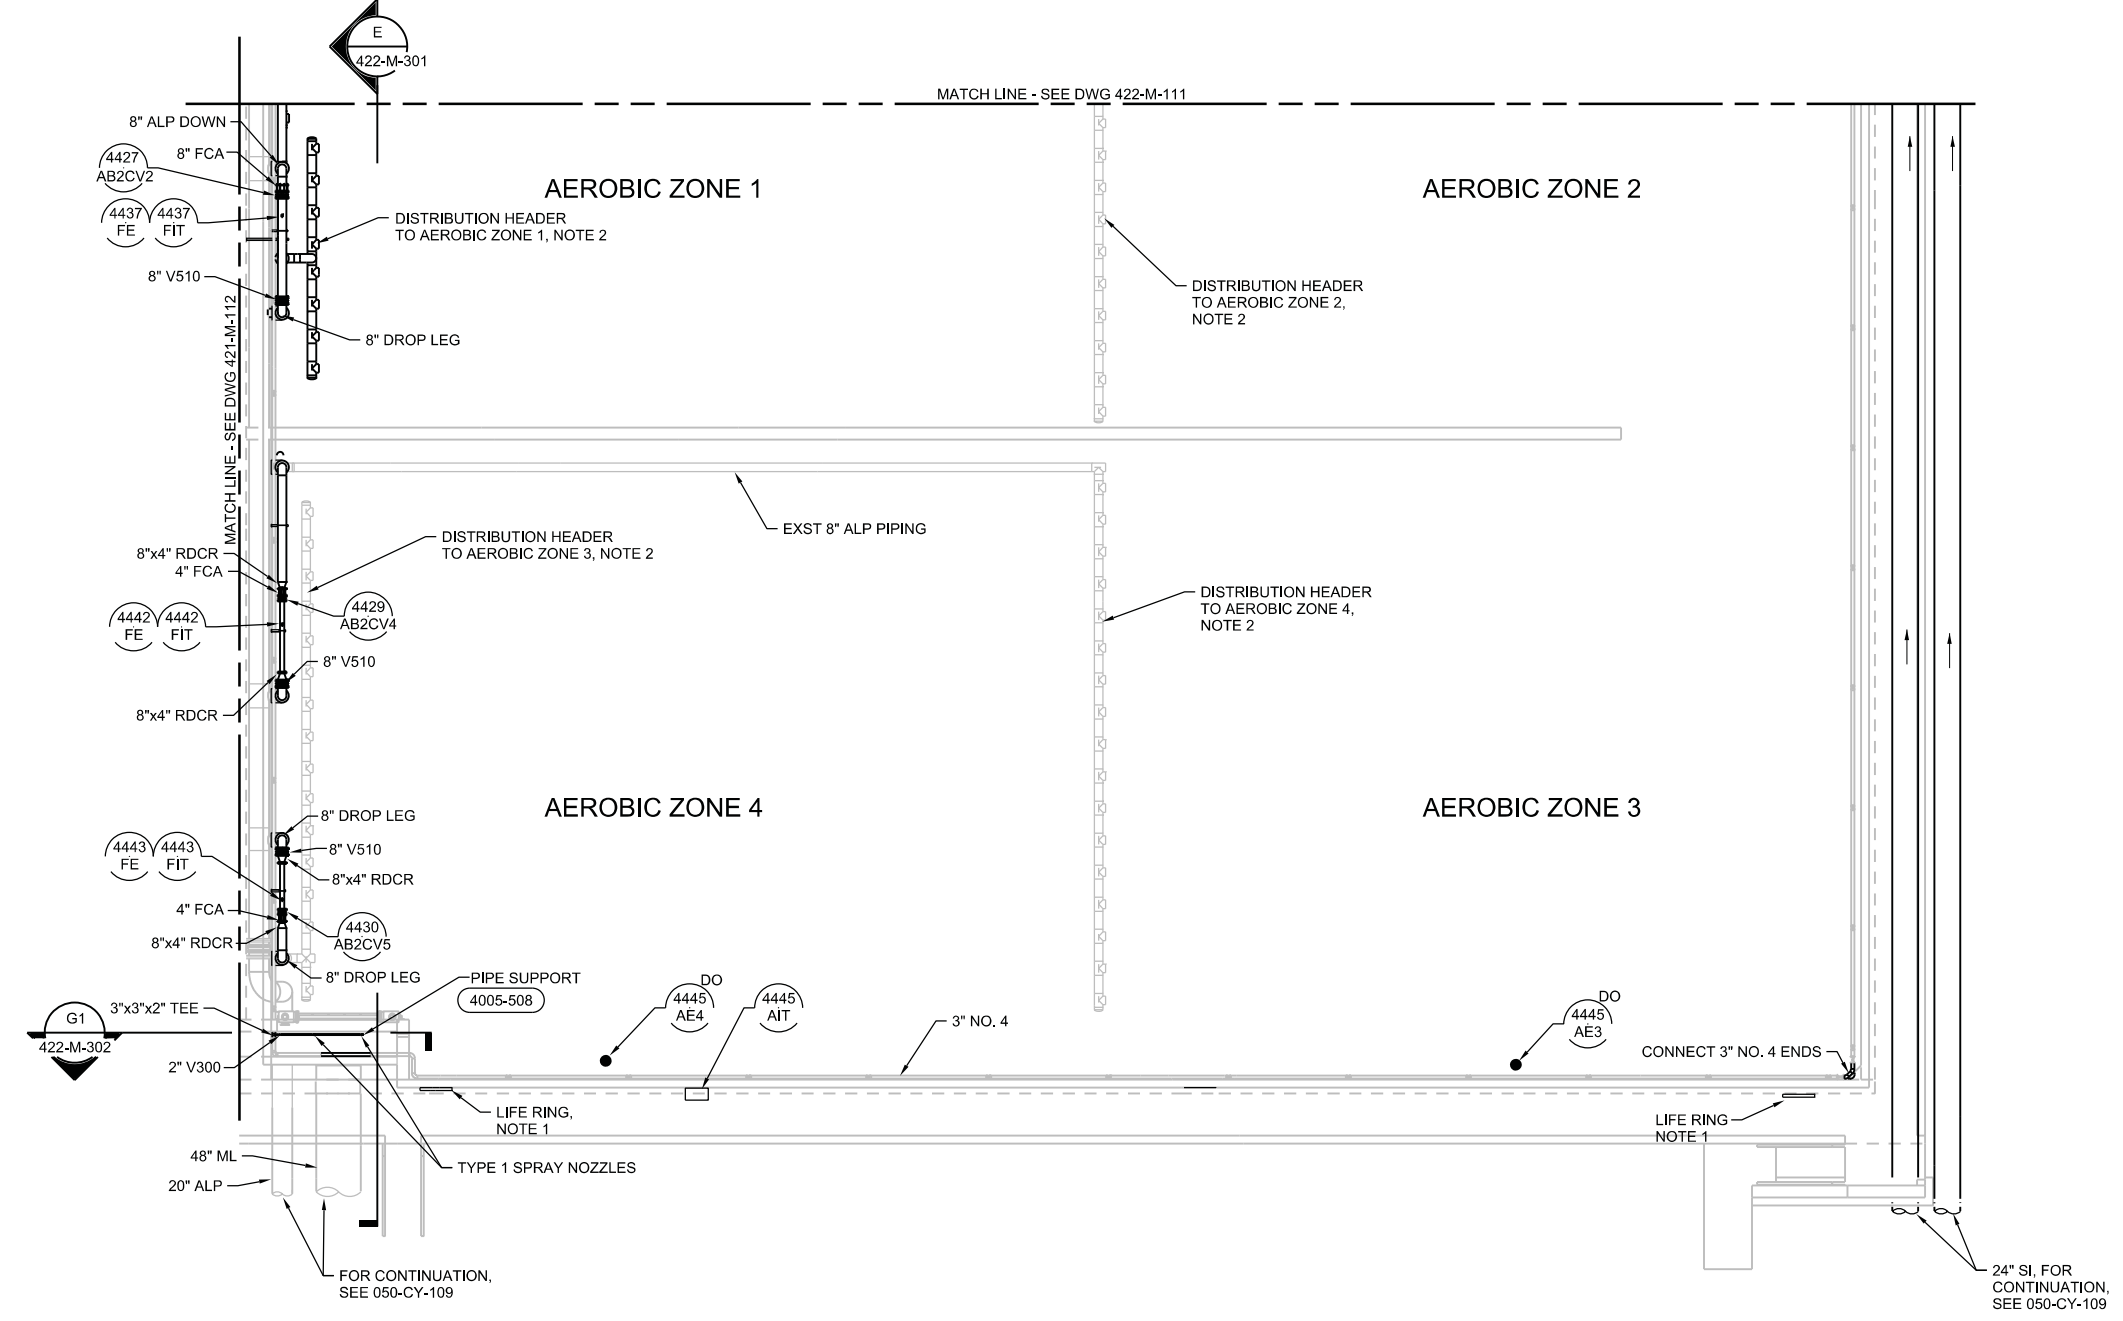 E
422-M-301
MATCH LINE - SEE DWG 422-M-111
8" ALP DOWN
8" FCA
4427
AB2CV2
4437
FE
4437
FIT
8" V510
MATCH LINE - SEE DWG 421-M-112
DISTRIBUTION HEADER
TO AEROBIC ZONE 1, NOTE 2
8" DROP LEG
AEROBIC ZONE 1
AEROBIC ZONE 2
DISTRIBUTION HEADER
TO AEROBIC ZONE 2,
NOTE 2
EXST 8" ALP PIPING
DISTRIBUTION HEADER
TO AEROBIC ZONE 3, NOTE 2
8"x4" RDCR
4" FCA
4429
AB2CV4
4442
FE
4442
FIT
8" V510
8"x4" RDCR
DISTRIBUTION HEADER
TO AEROBIC ZONE 4,
NOTE 2
AEROBIC ZONE 4
AEROBIC ZONE 3
8" DROP LEG
4443
FE
4443
FIT
8" V510
8"x4" RDCR
4" FCA
4430
AB2CV5
8"x4" RDCR
8" DROP LEG
PIPE SUPPORT
4005-508
3"x3"x2" TEE
G1
422-M-302
2" V300
DO
4445
AE4
4445
AIT
3" NO. 4
DO
4445
AE3
CONNECT 3" NO. 4 ENDS
LIFE RING,
NOTE 1
LIFE RING
NOTE 1
48" ML
20" ALP
TYPE 1 SPRAY NOZZLES
FOR CONTINUATION,
SEE 050-CY-109
24" SI, FOR
CONTINUATION,
SEE 050-CY-109